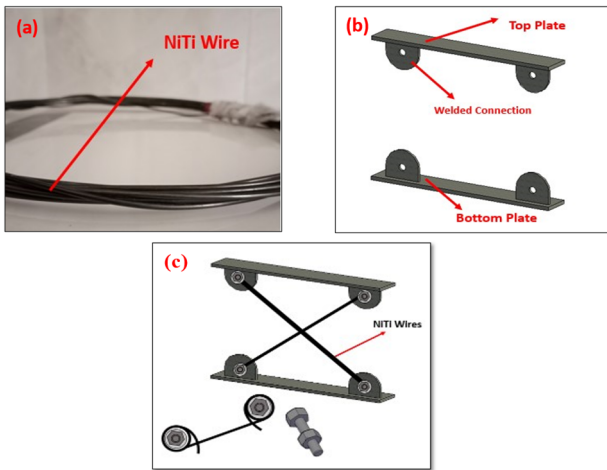 (a)
NiTi Wire
(b)
Top Plate
Welded Connection
Bottom Plate
(c)
NITI Wires